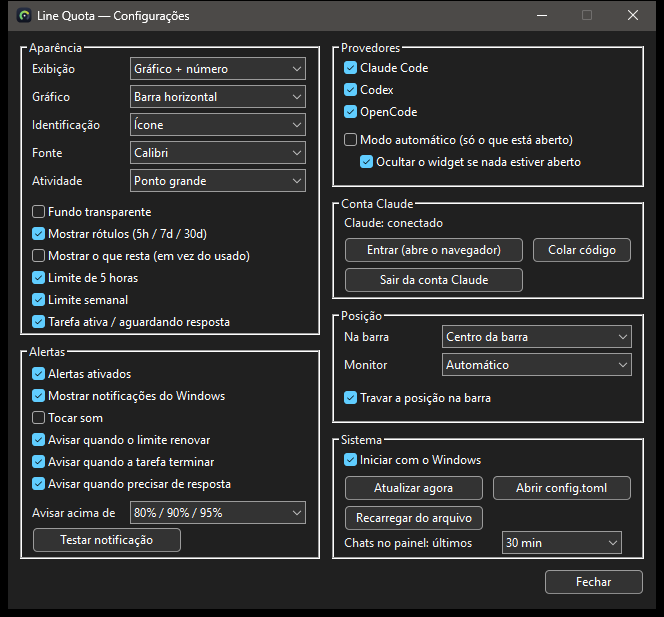 Line Quota — Configurações
Aparência
Exibição
Gráfico + número
Gráfico
Barra horizontal
Identificação
Ícone
Fonte
Calibri
Atividade
Ponto grande
Fundo transparente
Mostrar rótulos (5h / 7d / 30d)
Mostrar o que resta (em vez do usado)
Limite de 5 horas
Limite semanal
Tarefa ativa / aguardando resposta
Alertas
Alertas ativados
Mostrar notificações do Windows
Tocar som
Avisar quando o limite renovar
Avisar quando a tarefa terminar
Avisar quando precisar de resposta
Avisar acima de
80% / 90% / 95%
Testar notificação
Provedores
Claude Code
Codex
OpenCode
Modo automático (só o que está aberto)
Ocultar o widget se nada estiver aberto
Conta Claude
Claude: conectado
Entrar (abre o navegador)
Colar código
Sair da conta Claude
Posição
Na barra
Centro da barra
Monitor
Automático
Travar a posição na barra
Sistema
Iniciar com o Windows
Atualizar agora
Abrir config.toml
Recarregar do arquivo
Chats no painel: últimos
30 min
Fechar